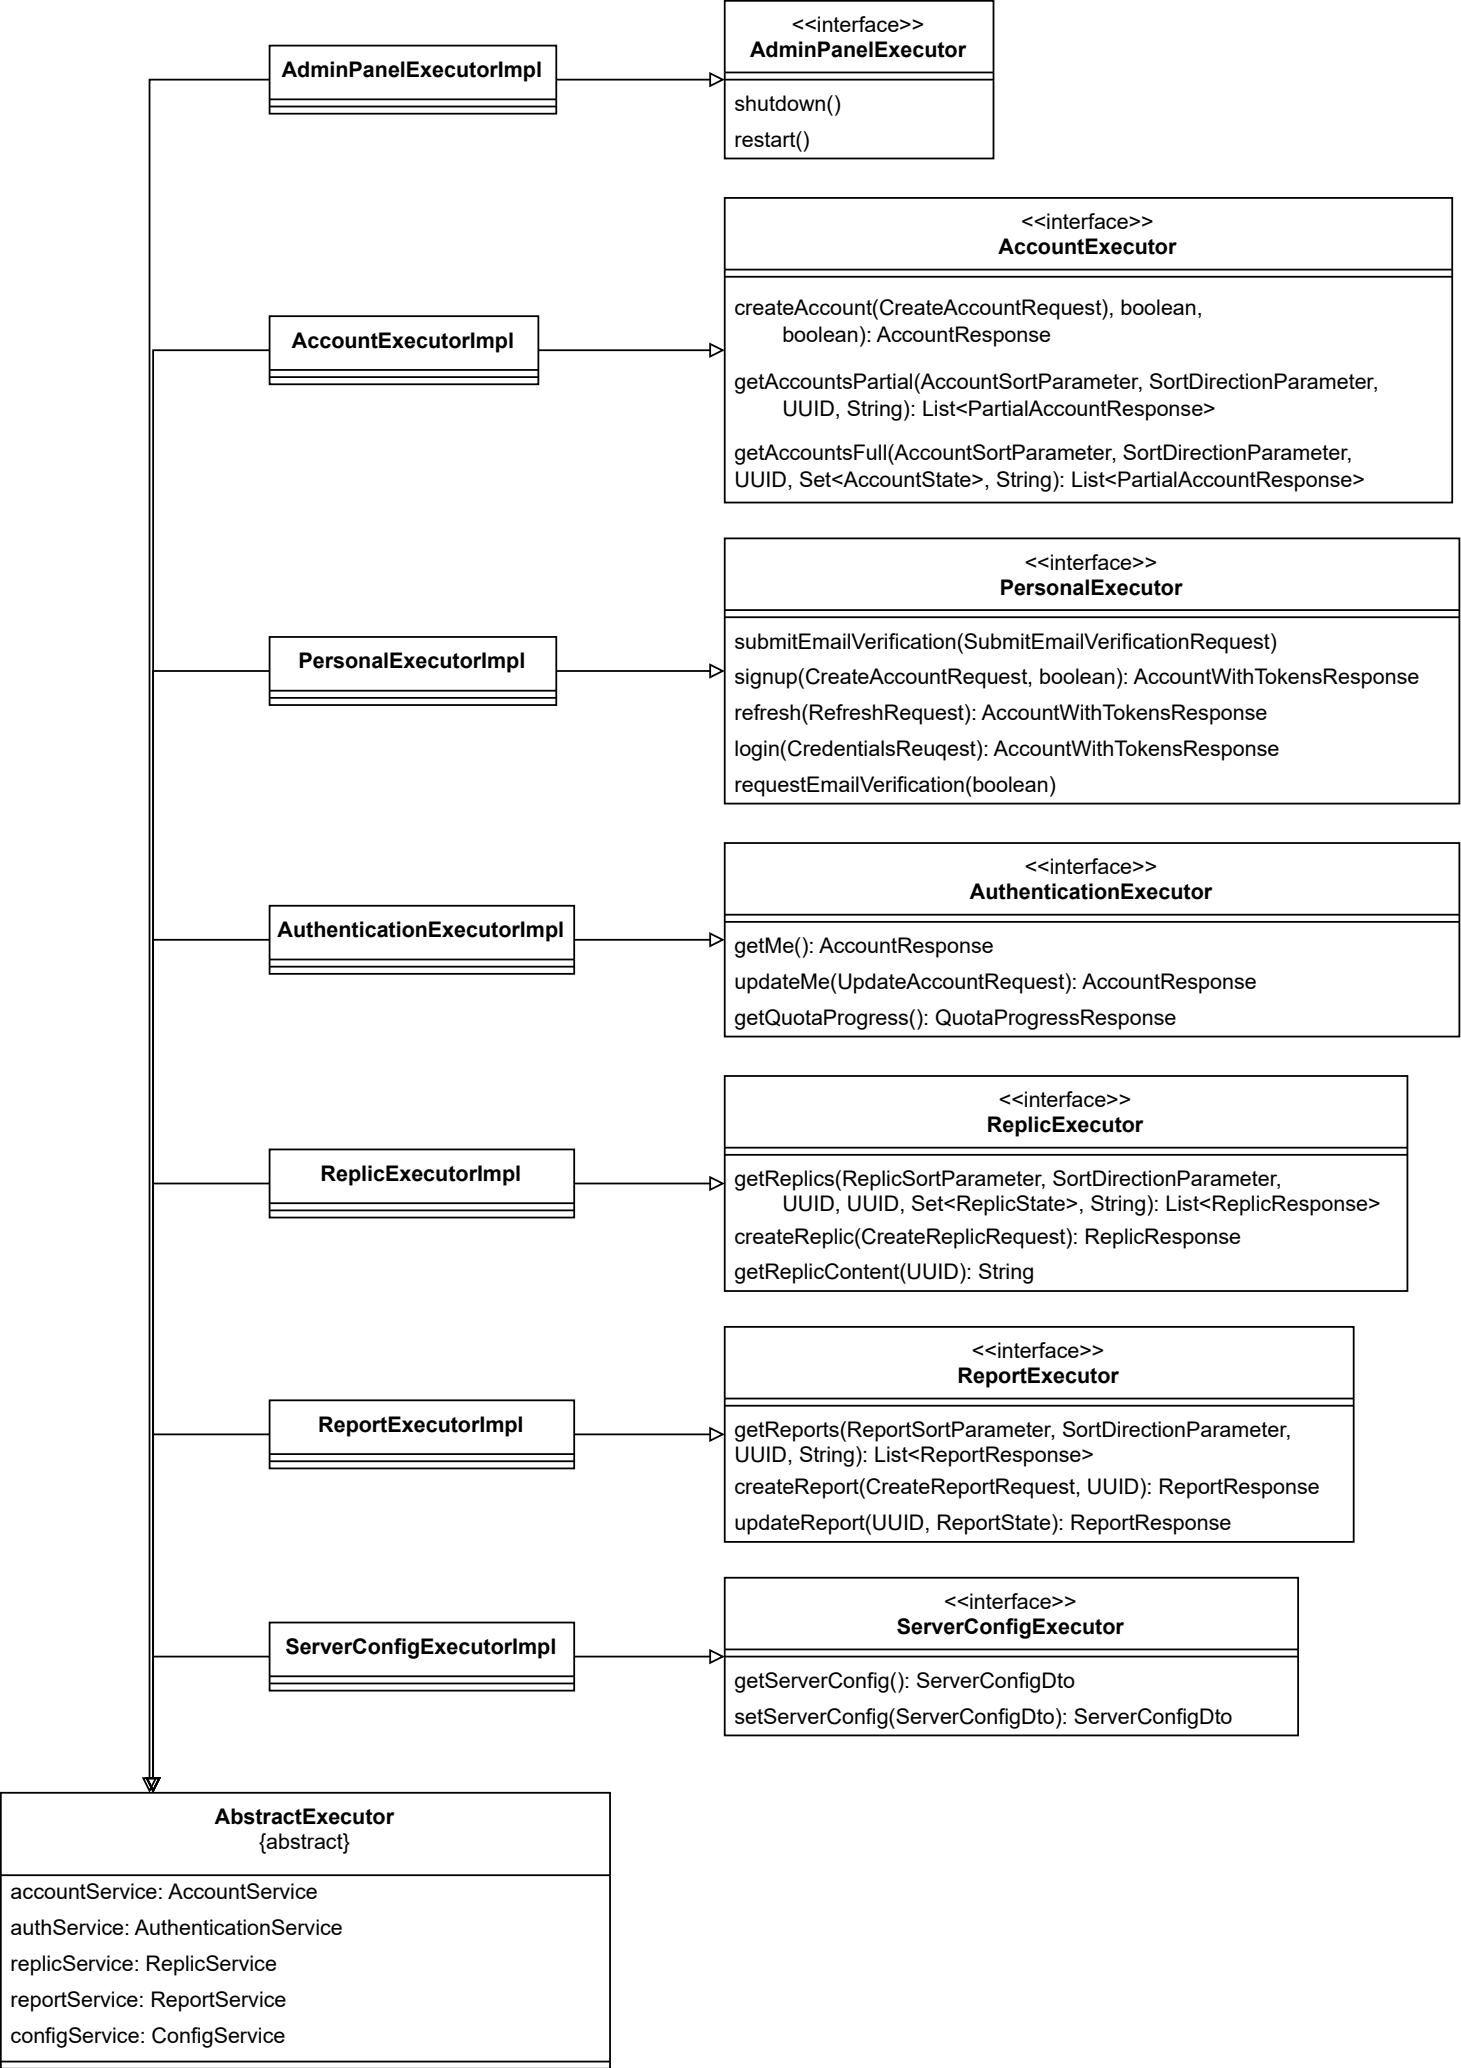 <<interface>>
AdminPanelExecutor
AdminPanelExecutorImpl
shutdown()
restart()
<<interface>>
AccountExecutor
AccountExecutorImpl
createAccount(CreateAccountRequest), boolean,
boolean): AccountResponse
getAccountsPartial(AccountSortParameter, SortDirectionParameter,
UUID, String): List<PartialAccountResponse>
getAccountsFull(AccountSortParameter, SortDirectionParameter,
UUID, Set<AccountState>, String): List<PartialAccountResponse>
<<interface>>
PersonalExecutor
PersonalExecutorImpl
submitEmailVerification(SubmitEmailVerificationRequest)
signup(CreateAccountRequest, boolean): AccountWithTokensResponse
refresh(RefreshRequest): AccountWithTokensResponse
login(CredentialsReuqest): AccountWithTokensResponse
requestEmailVerification(boolean)
<<interface>>
AuthenticationExecutor
AuthenticationExecutorImpl
getMe(): AccountResponse
updateMe(UpdateAccountRequest): AccountResponse
getQuotaProgress(): QuotaProgressResponse
<<interface>>
ReplicExecutor
ReplicExecutorImpl
getReplics(ReplicSortParameter, SortDirectionParameter,
UUID, UUID, Set<ReplicState>, String): List<ReplicResponse>
createReplic(CreateReplicRequest): ReplicResponse
getReplicContent(UUID): String
<<interface>>
ReportExecutor
ReportExecutorImpl
getReports(ReportSortParameter, SortDirectionParameter,
UUID, String): List<ReportResponse>
createReport(CreateReportRequest, UUID): ReportResponse
updateReport(UUID, ReportState): ReportResponse
<<interface>>
ServerConfigExecutor
ServerConfigExecutorImpl
getServerConfig(): ServerConfigDto
setServerConfig(ServerConfigDto): ServerConfigDto
AbstractExecutor
{abstract}
accountService: AccountService
authService: AuthenticationService
replicService: ReplicService
reportService: ReportService
configService: ConfigService